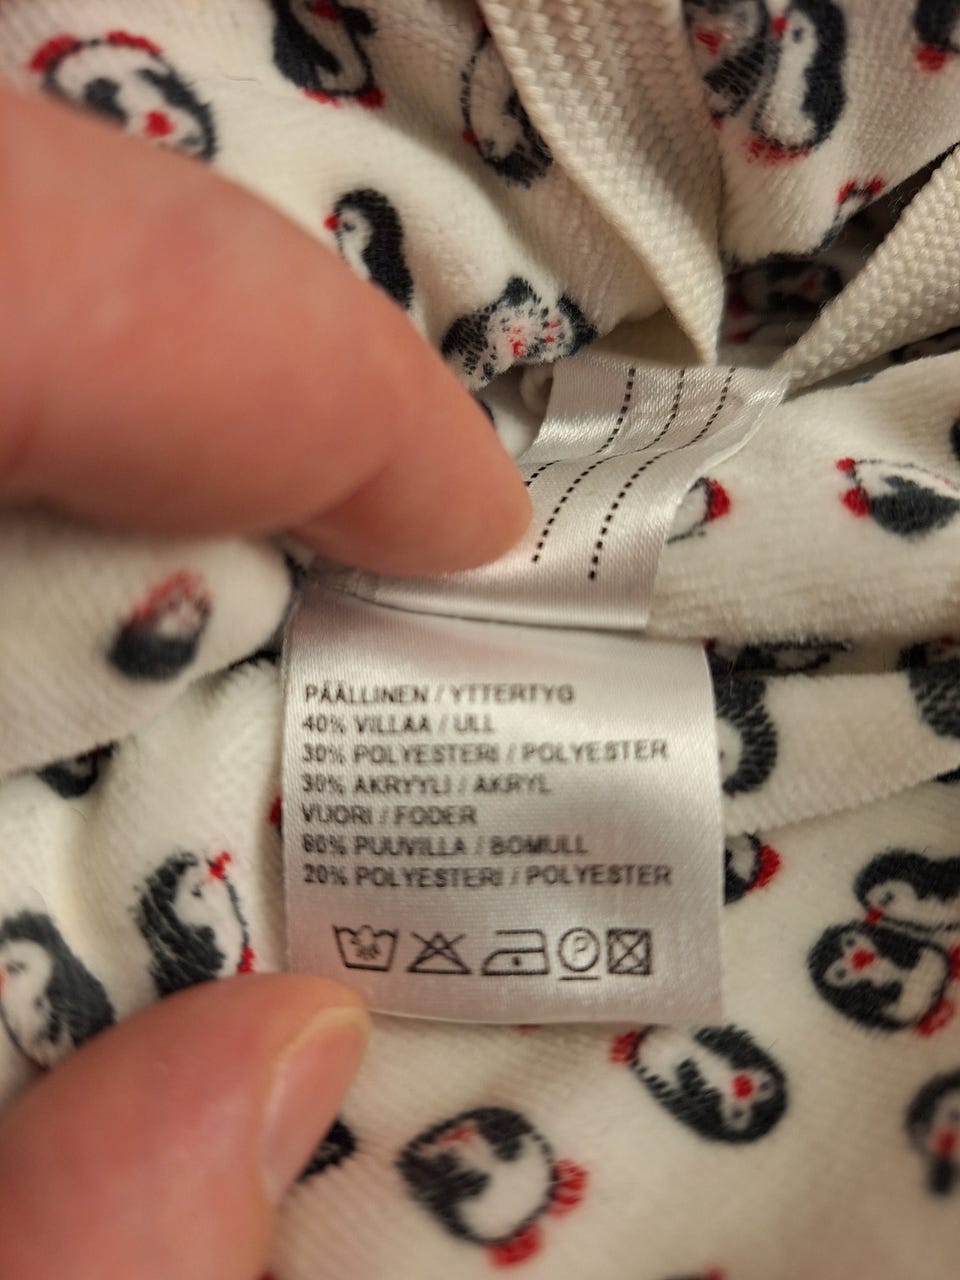 PÄÄLLINEN / YTTERTYG
40% VILLAA / ULL
30% POLYESTERI / POLYESTER
30% AKRYYLI / AKRYL
VUORI / FODER
80% PUUVILLA / BOMULL
20% POLYESTERI / POLYESTER
P